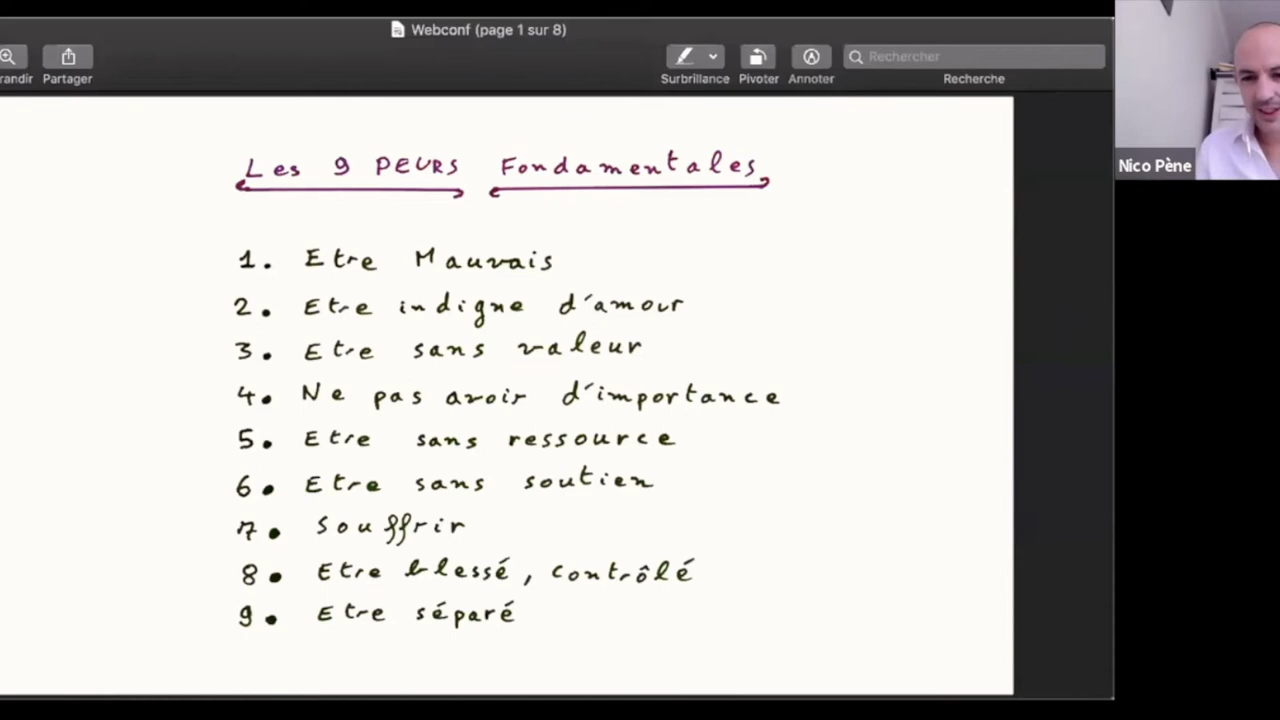 Webconf (page 1 sur 8)
randir Partager Surbrillance Pivoter Annoter Rechercher Recherche
Nico Pène
Les 9 PEURS Fondamentales
1. Etre Mauvais
2. Etre indigne d'amour
3. Etre sans valeur
4. Ne pas avoir d'importance
5. Etre sans ressource
6. Etre sans soutien
7. Souffrir
8. Etre blessé, contrôlé
9. Etre séparé